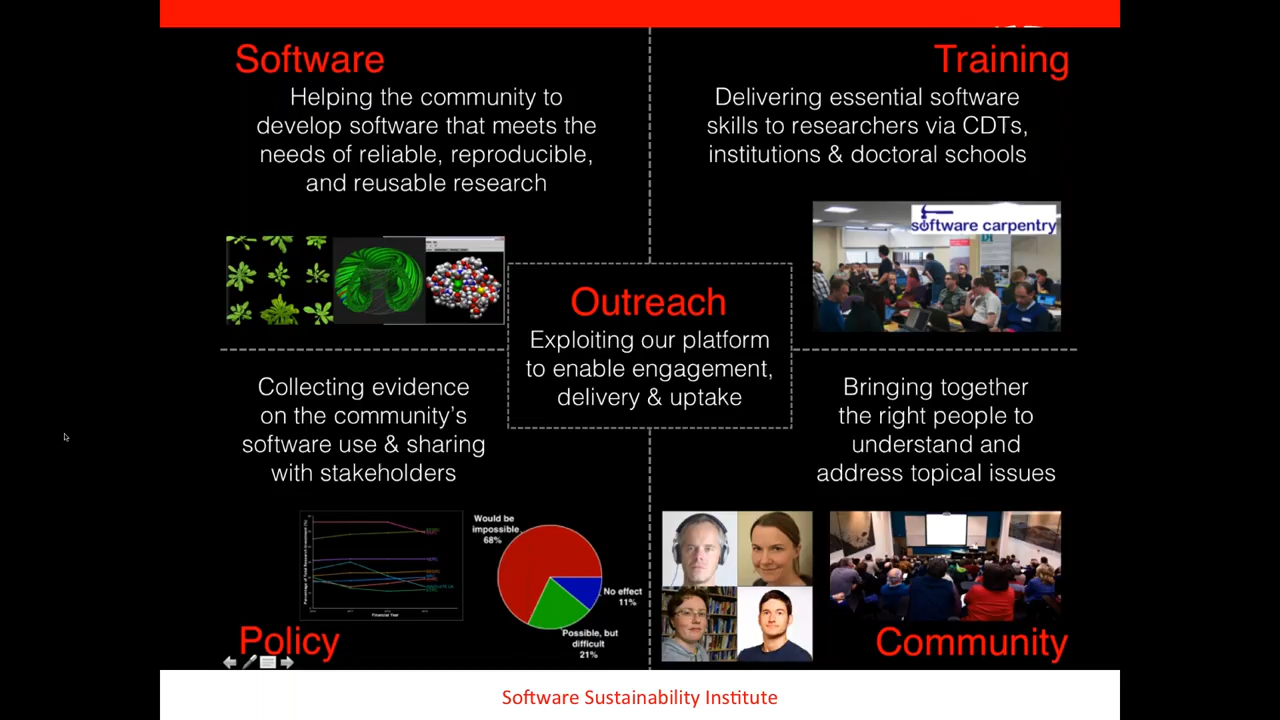 Software
Helping the community to
develop software that meets the
needs of reliable, reproducible,
and reusable research
Training
Delivering essential software
skills to researchers via CDTs,
institutions & doctoral schools
software carpentry
Outreach
Exploiting our platform
to enable engagement,
delivery & uptake
Collecting evidence
on the community's
software use & sharing
with stakeholders
Financial Year
Would be
impossible
68%
No effect
11%
Possible, but
difficult
21%
Policy
Bringing together
the right people to
understand and
address topical issues
Community
Software Sustainability Institute